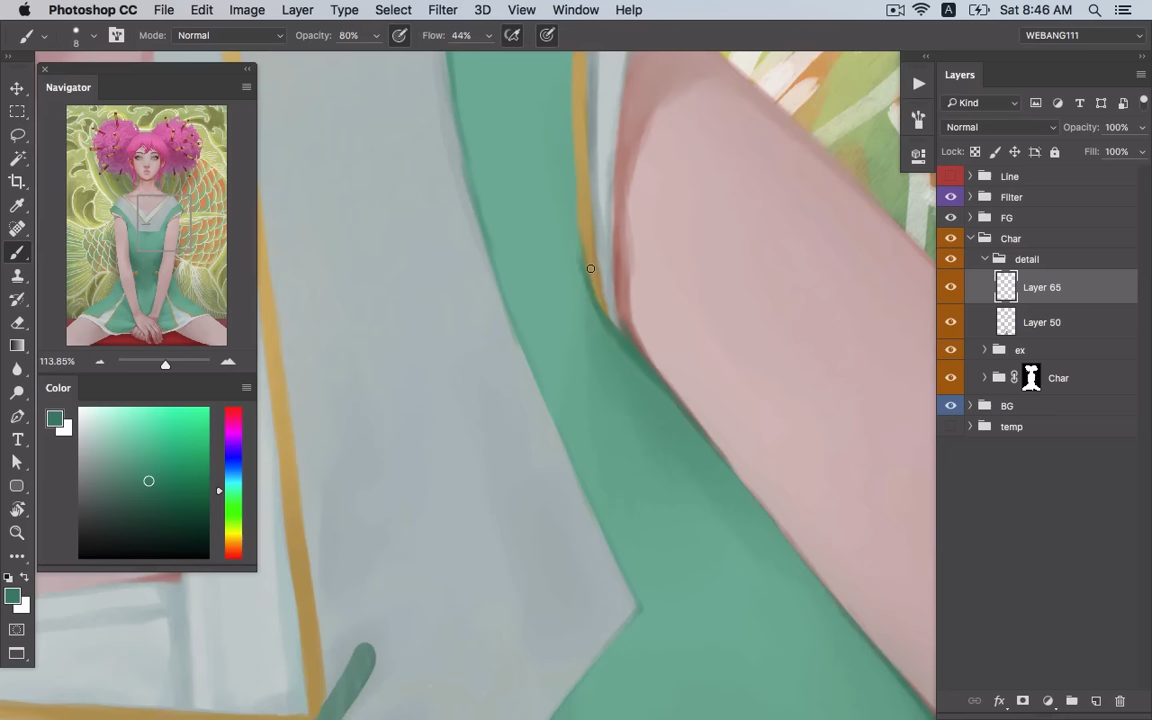 Photoshop CC File Edit Image Layer Type Select Filter 3D View Window Help A Sat 8:46 AM
8 Mode: Normal Opacity: 80% Flow: 44% WEBANG111
Navigator
113.85%
Color
T
Layers
Kind
Normal Opacity: 100%
Lock: Fill: 100%
Line
Filter
FG
Char
detail
Layer 65
Layer 50
ex
Char
BG
temp
fx